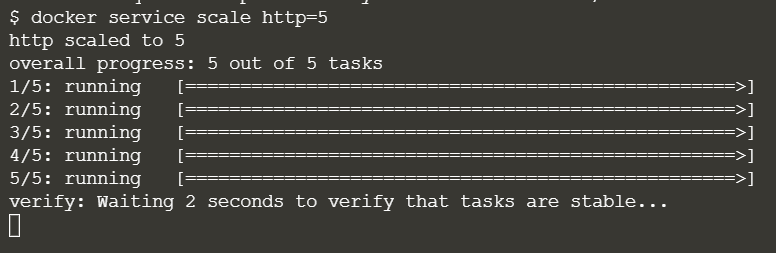 $ docker service scale http=5
http scaled to 5
overall progress: 5 out of 5 tasks
1/5: running   [==================================================>]
2/5: running   [==================================================>]
3/5: running   [==================================================>]
4/5: running   [==================================================>]
5/5: running   [==================================================>]
verify: Waiting 2 seconds to verify that tasks are stable...